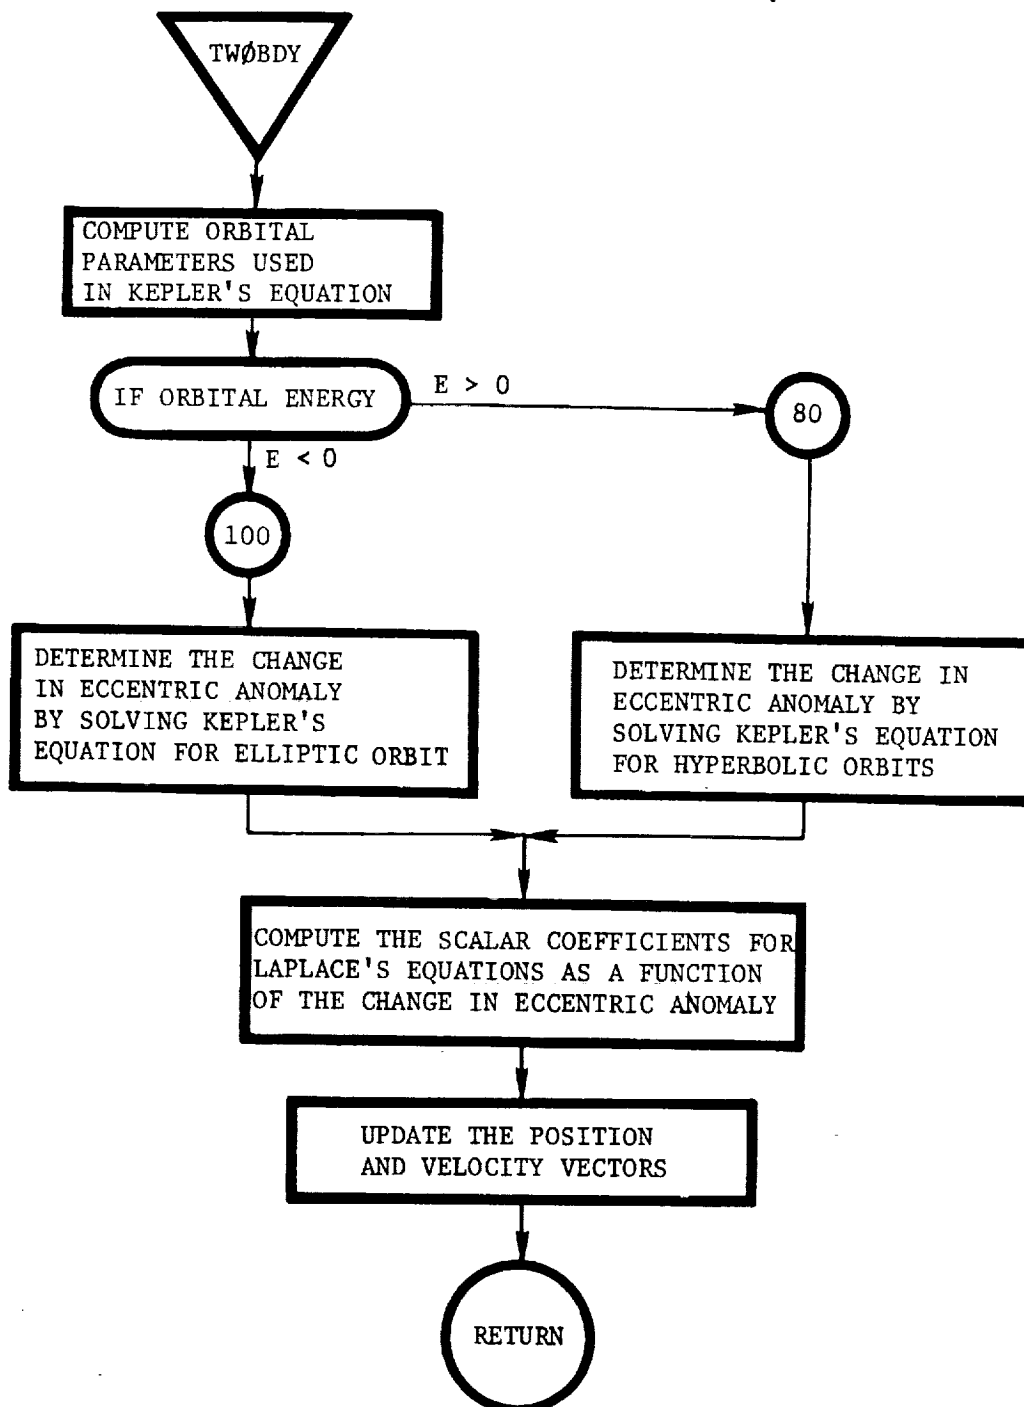 TWØBDY
COMPUTE ORBITAL
PARAMETERS USED
IN KEPLER'S EQUATION
IF ORBITAL ENERGY
E > 0
80
E < 0
100
DETERMINE THE CHANGE
IN ECCENTRIC ANOMALY
BY SOLVING KEPLER'S
EQUATION FOR ELLIPTIC ORBIT
DETERMINE THE CHANGE IN
ECCENTRIC ANOMALY BY
SOLVING KEPLER'S EQUATION
FOR HYPERBOLIC ORBITS
COMPUTE THE SCALAR COEFFICIENTS FOR
LAPLACE'S EQUATIONS AS A FUNCTION
OF THE CHANGE IN ECCENTRIC ANOMALY
UPDATE THE POSITION
AND VELOCITY VECTORS
RETURN